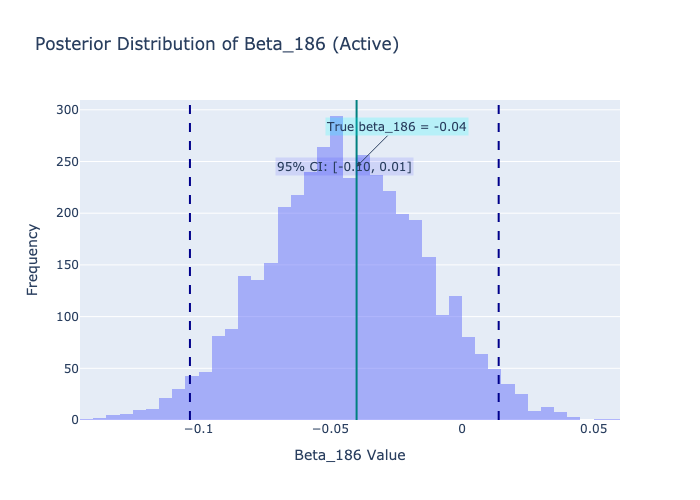 Posterior Distribution of Beta_186 (Active)
300
True beta_186 = -0.04
250
95% CI: [-0.10, 0.01]
200
150
100
50
0
Frequency
−0.1
−0.05
0
0.05
Beta_186 Value